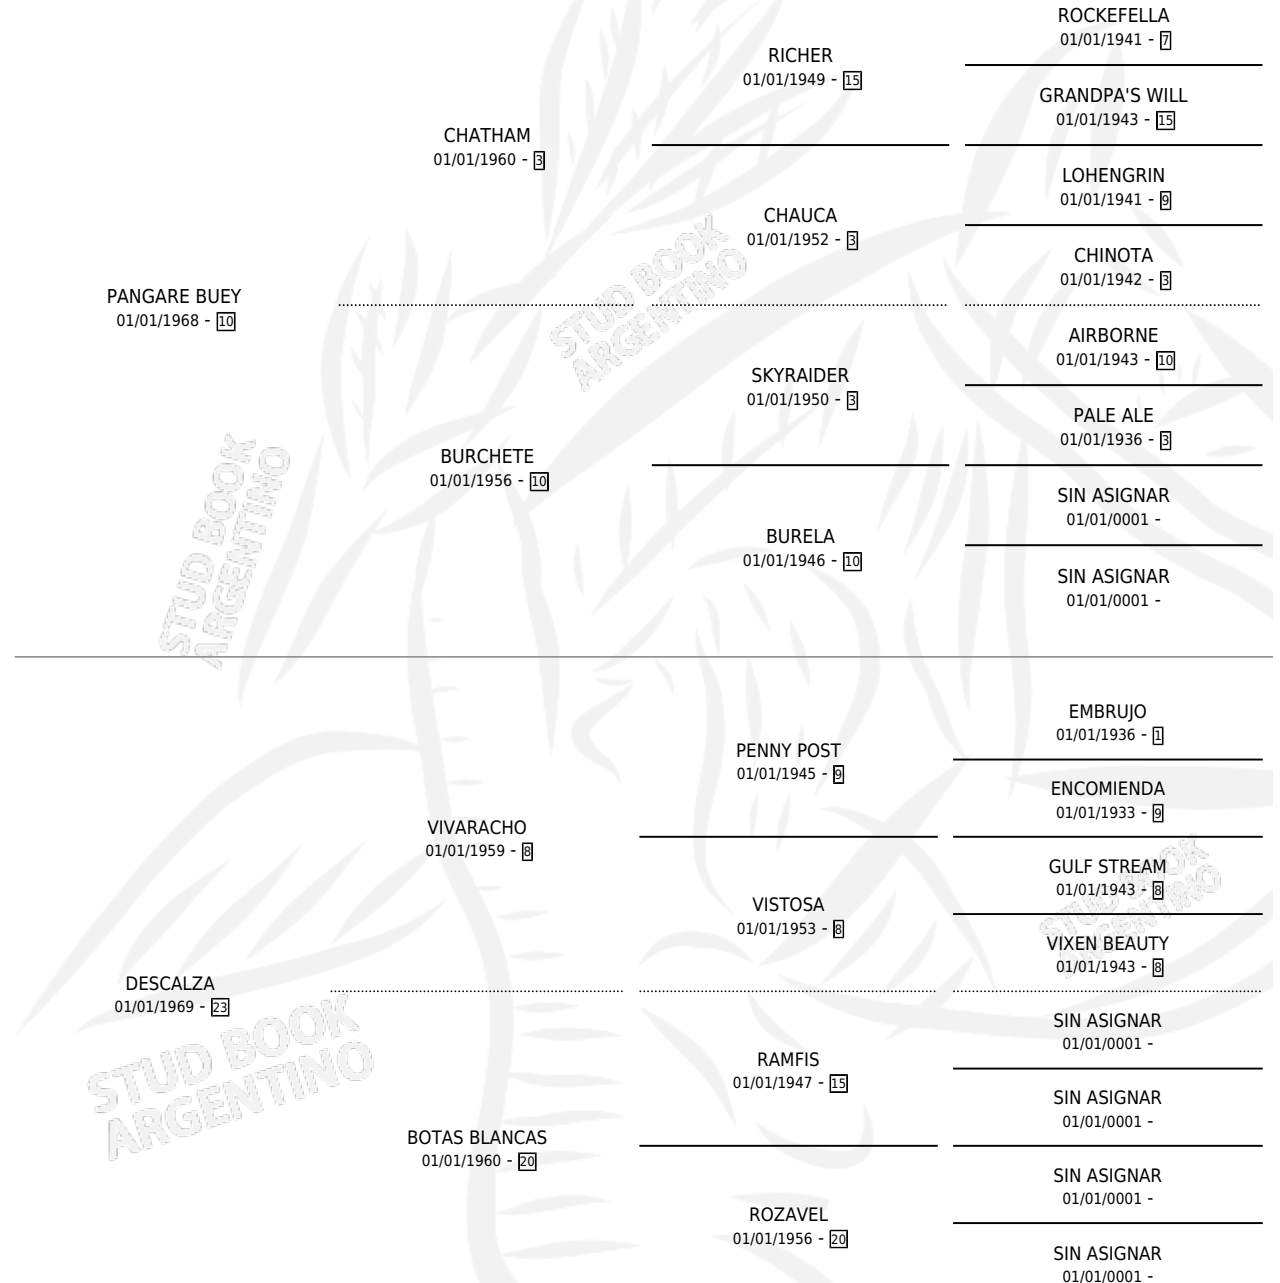 ROCKEFELLA
01/01/1941 - 7
RICHER
01/01/1949 - 15
GRANDPA'S WILL
01/01/1943 - 15
CHATHAM
01/01/1960 - 3
LOHENGRIN
01/01/1941 - 9
CHAUCA
01/01/1952 - 3
CHINOTA
01/01/1942 - 3
PANGARE BUEY
01/01/1968 - 10
AIRBORNE
01/01/1943 - 10
SKYRAIDER
01/01/1950 - 3
PALE ALE
01/01/1936 - 3
BURCHETE
01/01/1956 - 10
SIN ASIGNAR
01/01/0001 -
BURELA
01/01/1946 - 10
SIN ASIGNAR
01/01/0001 -
STUD BOOK
ARGENTINO
STUD BOOK
ARGENTINO
EMBRUJO
01/01/1936 - 1
PENNY POST
01/01/1945 - 9
ENCOMIENDA
01/01/1933 - 9
VIVARACHO
01/01/1959 - 8
GULF STREAM
01/01/1943 - 8
VISTOSA
01/01/1953 - 8
VIXEN BEAUTY
01/01/1943 - 8
STUD BOOK
ARGENTINO
DESCALZA
01/01/1969 - 23
SIN ASIGNAR
01/01/0001 -
RAMFIS
01/01/1947 - 15
SIN ASIGNAR
01/01/0001 -
BOTAS BLANCAS
01/01/1960 - 20
SIN ASIGNAR
01/01/0001 -
ROZAVEL
01/01/1956 - 20
SIN ASIGNAR
01/01/0001 -
STUD BOOK
ARGENTINO